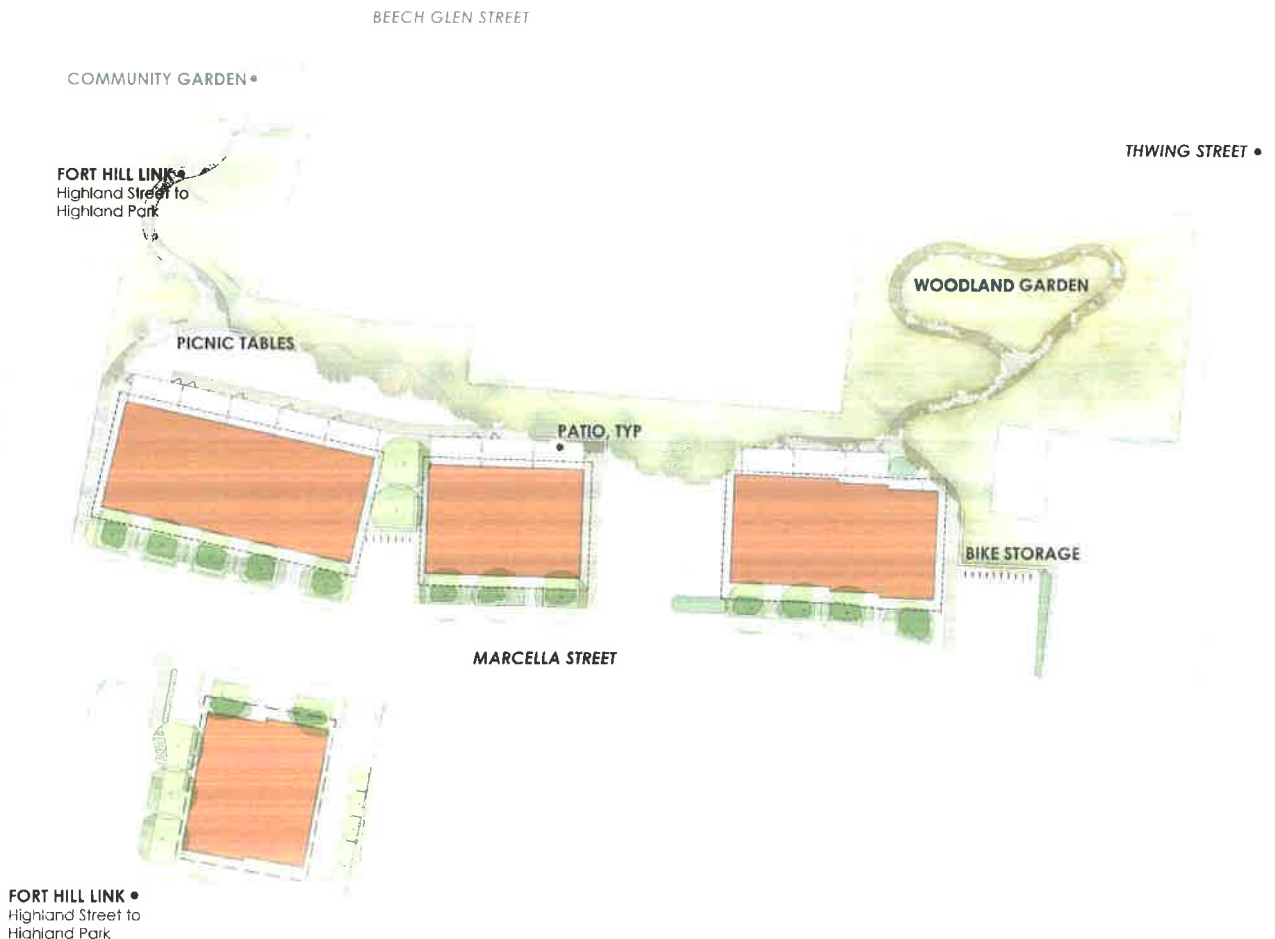 BEECH GLEN STREET
COMMUNITY GARDEN
THWING STREET
FORT HILL LINK
Highland Street to
Highland Park
WOODLAND GARDEN
PICNIC TABLES
PATIO, TYP
BIKE STORAGE
MARCELLA STREET
FORT HILL LINK
Highland Street to
Highland Park